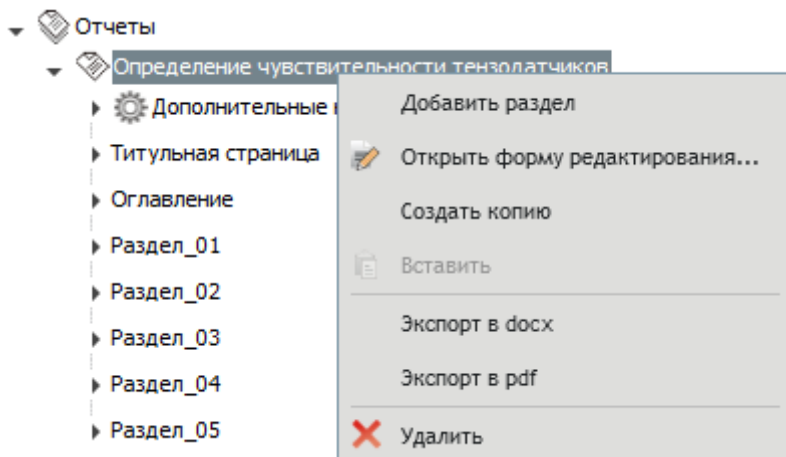 Отчеты
Определение чувствительности тензодатчиков
Дополнительные
Титульная страница
Оглавление
Раздел_01
Раздел_02
Раздел_03
Раздел_04
Раздел_05
Добавить раздел
Открыть форму редактирования...
Создать копию
Вставить
Экспорт в docx
Экспорт в pdf
Удалить